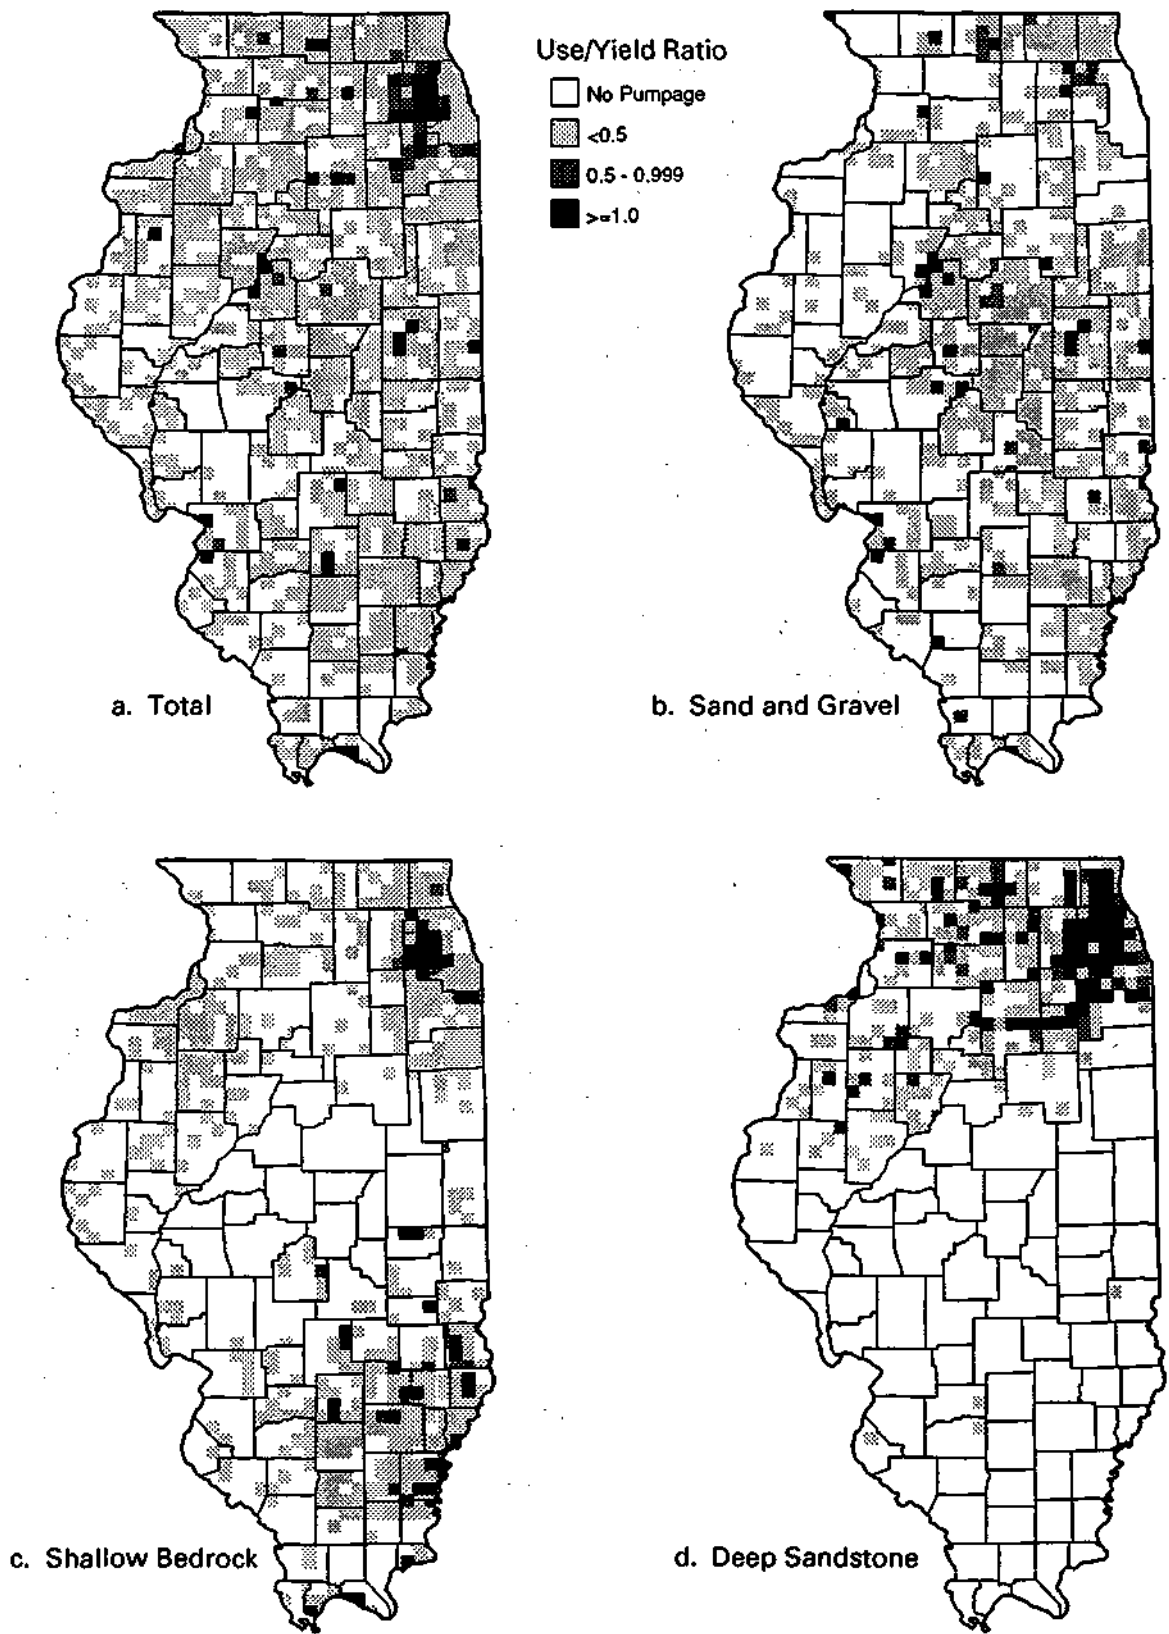 Use/Yield Ratio
No Pumpage
<0.5
0.5 - 0.999
>=1.0
a. Total
b. Sand and Gravel
c. Shallow Bedrock
d. Deep Sandstone